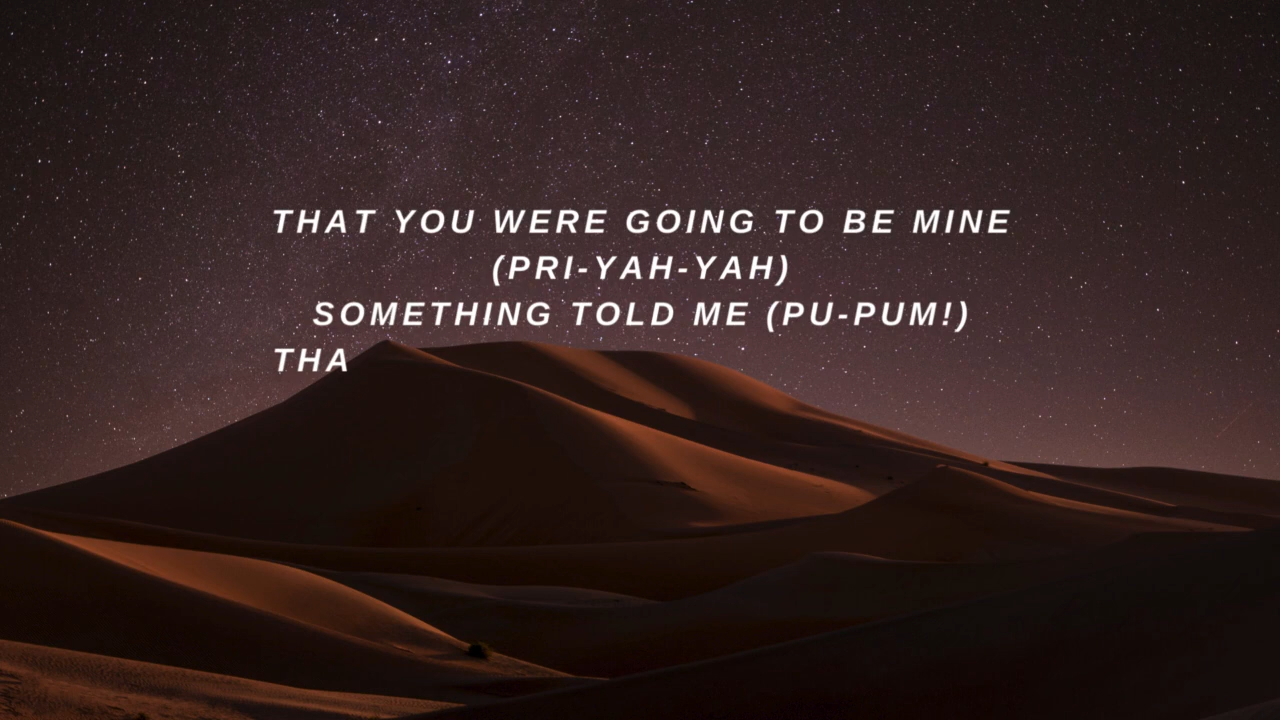 THAT YOU WERE GOING TO BE MINE
(PRI-YAH-YAH)
SOMETHING TOLD ME (PU-PUM!)
THA